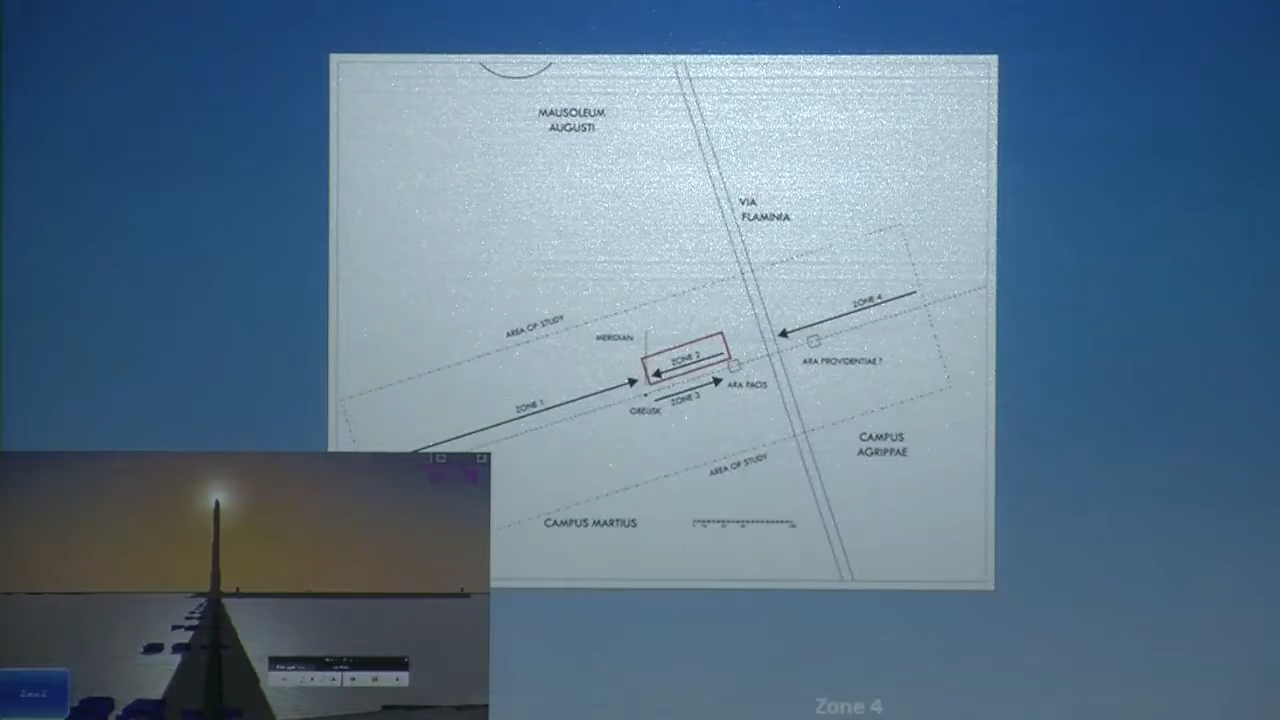 MAUSOLEUM
AUGUSTI
VIA
FLAMINIA
ZONE 4
AREA OF STUDY
MERIDIAN
ZONE 2
ARA PROVIDENTIAE?
ARA PACIS
ZONE 1
OBELISK
ZONE 3
CAMPUS
AGRIPPAE
AREA OF STUDY
CAMPUS MARTIUS
Zone 4